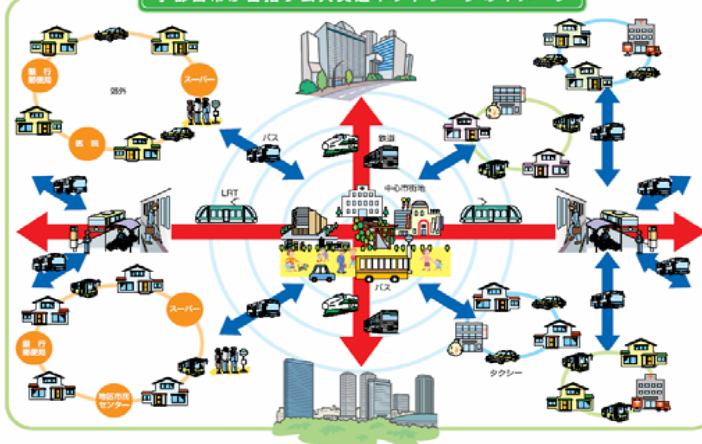 銀行
郵便局
スーパー
郊外
医院
バス
鉄道
LRT
中心市街地
バス
スーパー
銀行
郵便局
地区市民
センター
タクシー